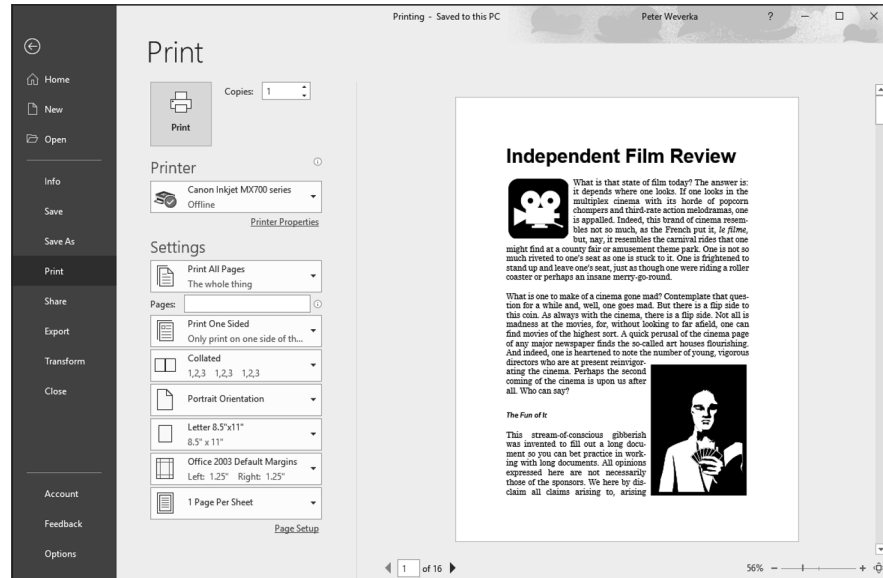 Printing - Saved to this PC
Peter Weverka
?
Home
New
Open
Info
Save
Save As
Print
Share
Export
Transform
Close
Account
Feedback
Options
Print
Print
Copies: 1
Printer
Canon Inkjet MX700 series
Offline
Printer Properties
Settings
Print All Pages
The whole thing
Pages:
Print One Sided
Only print on one side of th...
Collated
1,2,3 1,2,3 1,2,3
Portrait Orientation
Letter 8.5"x11"
8.5" x 11"
Office 2003 Default Margins
Left: 1.25" Right: 1.25"
1 Page Per Sheet
Page Setup
Independent Film Review
What is that state of film today? The answer is:
it depends where one looks. If one looks in the
multiplex cinema with its horde of popcorn
chompers and third-rate action melodramas, one
is appalled. Indeed, this brand of cinema resem-
bles not so much, as the French put it, le filme,
but, nay, it resembles the carnival rides that one
might find at a county fair or amusement theme park. One is not so
much riveted to one's seat as one is stuck to it. One is frightened to
stand up and leave one's seat, just as though one were riding a roller
coaster or perhaps an insane merry-go-round.
What is one to make of a cinema gone mad? Contemplate that ques-
tion for a while and, well, one goes mad. But there is a flip side to
this coin. As always with the cinema, there is a flip side. Not all is
madness at the movies, for, without looking to far afield, one can
find movies of the highest sort. A quick perusal of the cinema page
of any major newspaper finds the so-called art houses flourishing.
And indeed, one is heartened to note the number of young, vigorous
directors who are at present reinvigor-
ating the cinema. Perhaps the second
coming of the cinema is upon us after
all. Who can say?
The Fun of It
This stream-of-conscious gibberish
was invented to fill out a long docu-
ment so you can bet practice in work-
ing with long documents. All opinions
expressed here are not necessarily
those of the sponsors. We here by dis-
claim all claims arising to, arising
1 of 16
56%